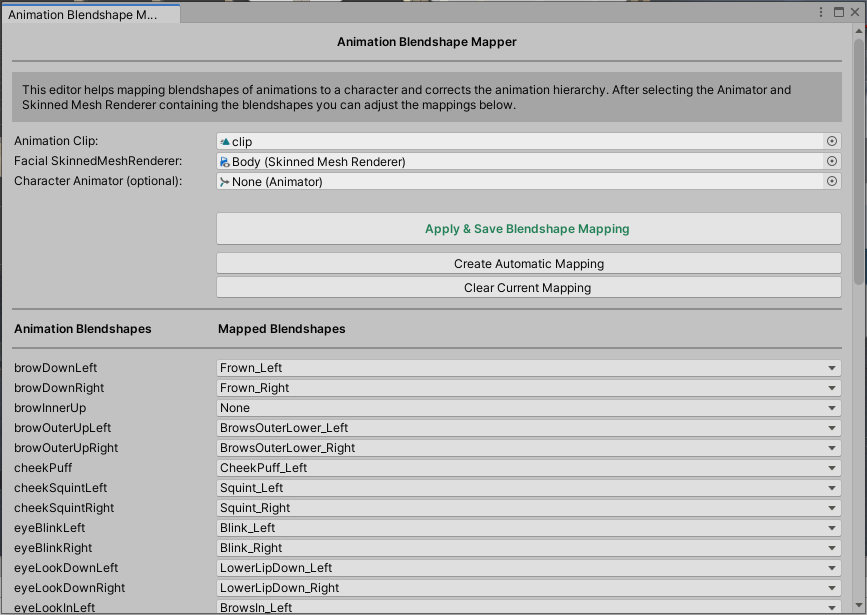 Animation Blendshape M...
Animation Blendshape Mapper
This editor helps mapping blendshapes of animations to a character and corrects the animation hierarchy. After selecting the Animator and
Skinned Mesh Renderer containing the blendshapes you can adjust the mappings below.
Animation Clip: clip
Facial SkinnedMeshRenderer: Body (Skinned Mesh Renderer)
Character Animator (optional): None (Animator)
Apply & Save Blendshape Mapping
Create Automatic Mapping
Clear Current Mapping
Animation Blendshapes Mapped Blendshapes
browDownLeft Frown_Left
browDownRight Frown_Right
browInnerUp None
browOuterUpLeft BrowsOuterLower_Left
browOuterUpRight BrowsOuterLower_Right
cheekPuff CheekPuff_Left
cheekSquintLeft Squint_Left
cheekSquintRight Squint_Right
eyeBlinkLeft Blink_Left
eyeBlinkRight Blink_Right
eyeLookDownLeft LowerLipDown_Left
eyeLookDownRight LowerLipDown_Right
eyeLookInLeft BrowsIn_Left